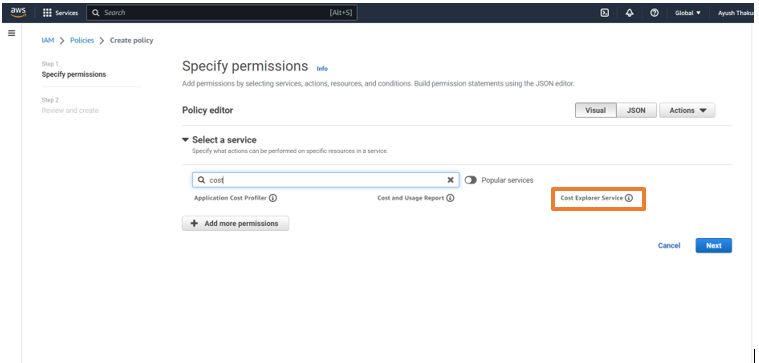 aws Services Search [Alt+S] Global ▼ Ayush Thaku
IAM > Policies > Create policy
Step 1
Specify permissions
Step 2
Review and create
Specify permissions Info
Add permissions by selecting services, actions, resources, and conditions. Build permission statements using the JSON editor.
Policy editor Visual JSON Actions ▼
▼ Select a service
Specify what actions can be performed on specific resources in a service.
cost Popular services
Application Cost Profiler Cost and Usage Report Cost Explorer Service
+ Add more permissions
Cancel Next